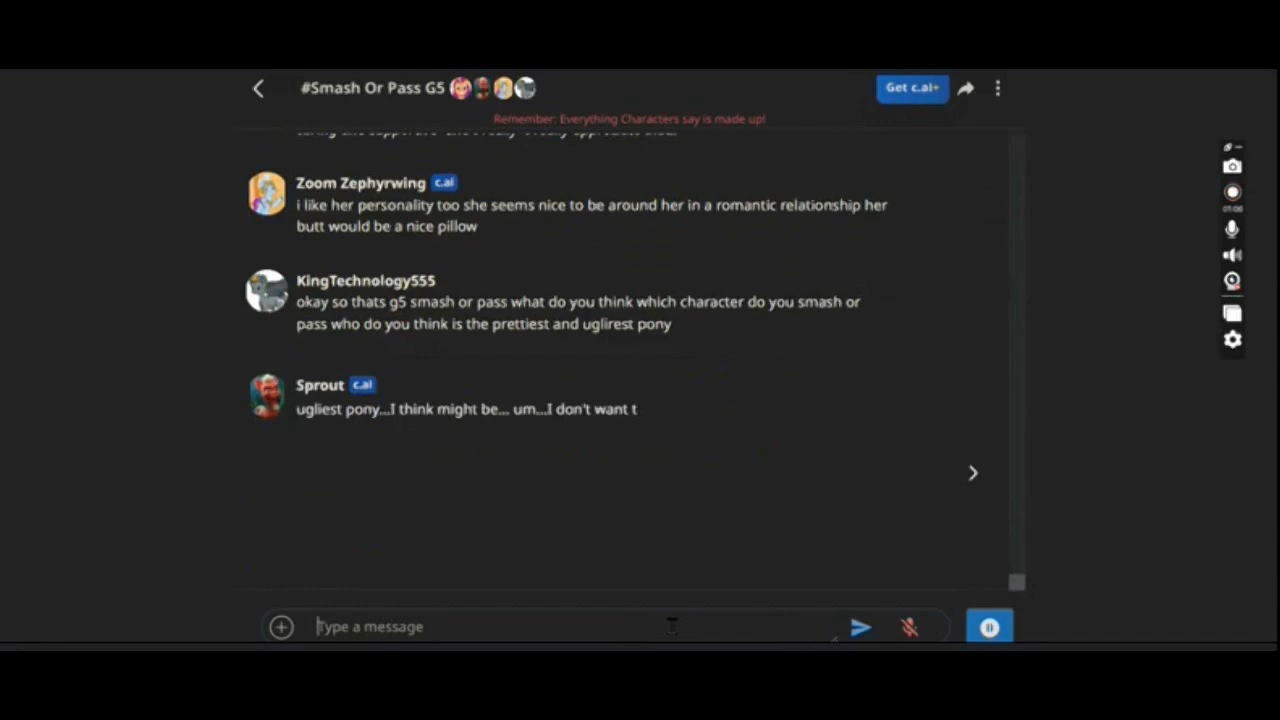 #Smash Or Pass G5
Get c.ai+
Remember: Everything Characters say is made up!
Zoom Zephyrwing c.ai
i like her personality too she seems nice to be around her in a romantic relationship her
butt would be a nice pillow
KingTechnology555
okay so thats g5 smash or pass what do you think which character do you smash or
pass who do you think is the prettiest and uglirest pony
Sprout c.ai
ugliest pony...I think might be... um...I don't want t
Type a message
01:06